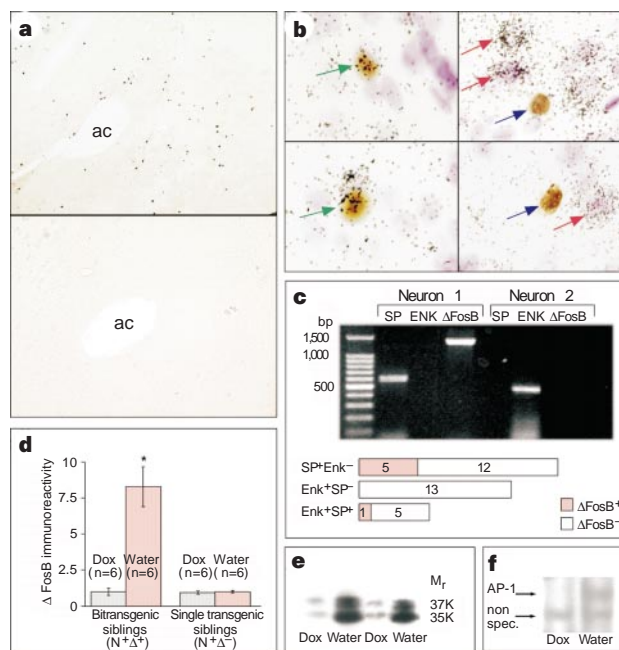 a
ac
ac
b
c
Neuron 1 Neuron 2
SP ENK ΔFosB SP ENK ΔFosB
bp
1,500
1,000
500
SP⁺Enk⁻ 5 12
Enk⁺SP⁻ 13
Enk⁺SP⁺ 1 5
ΔFosB⁺
ΔFosB⁻
d
Δ FosB immunoreactivity
10
7.5
5
2.5
0
*
Dox Water Dox Water
(n=6) (n=6) (n=6) (n=6)
Bitransgenic Single transgenic
siblings siblings
(N⁺Δ⁺) (N⁺Δ⁻)
e
Mr
37K
35K
Dox Water Dox Water
f
AP-1
non
spec.
Dox Water